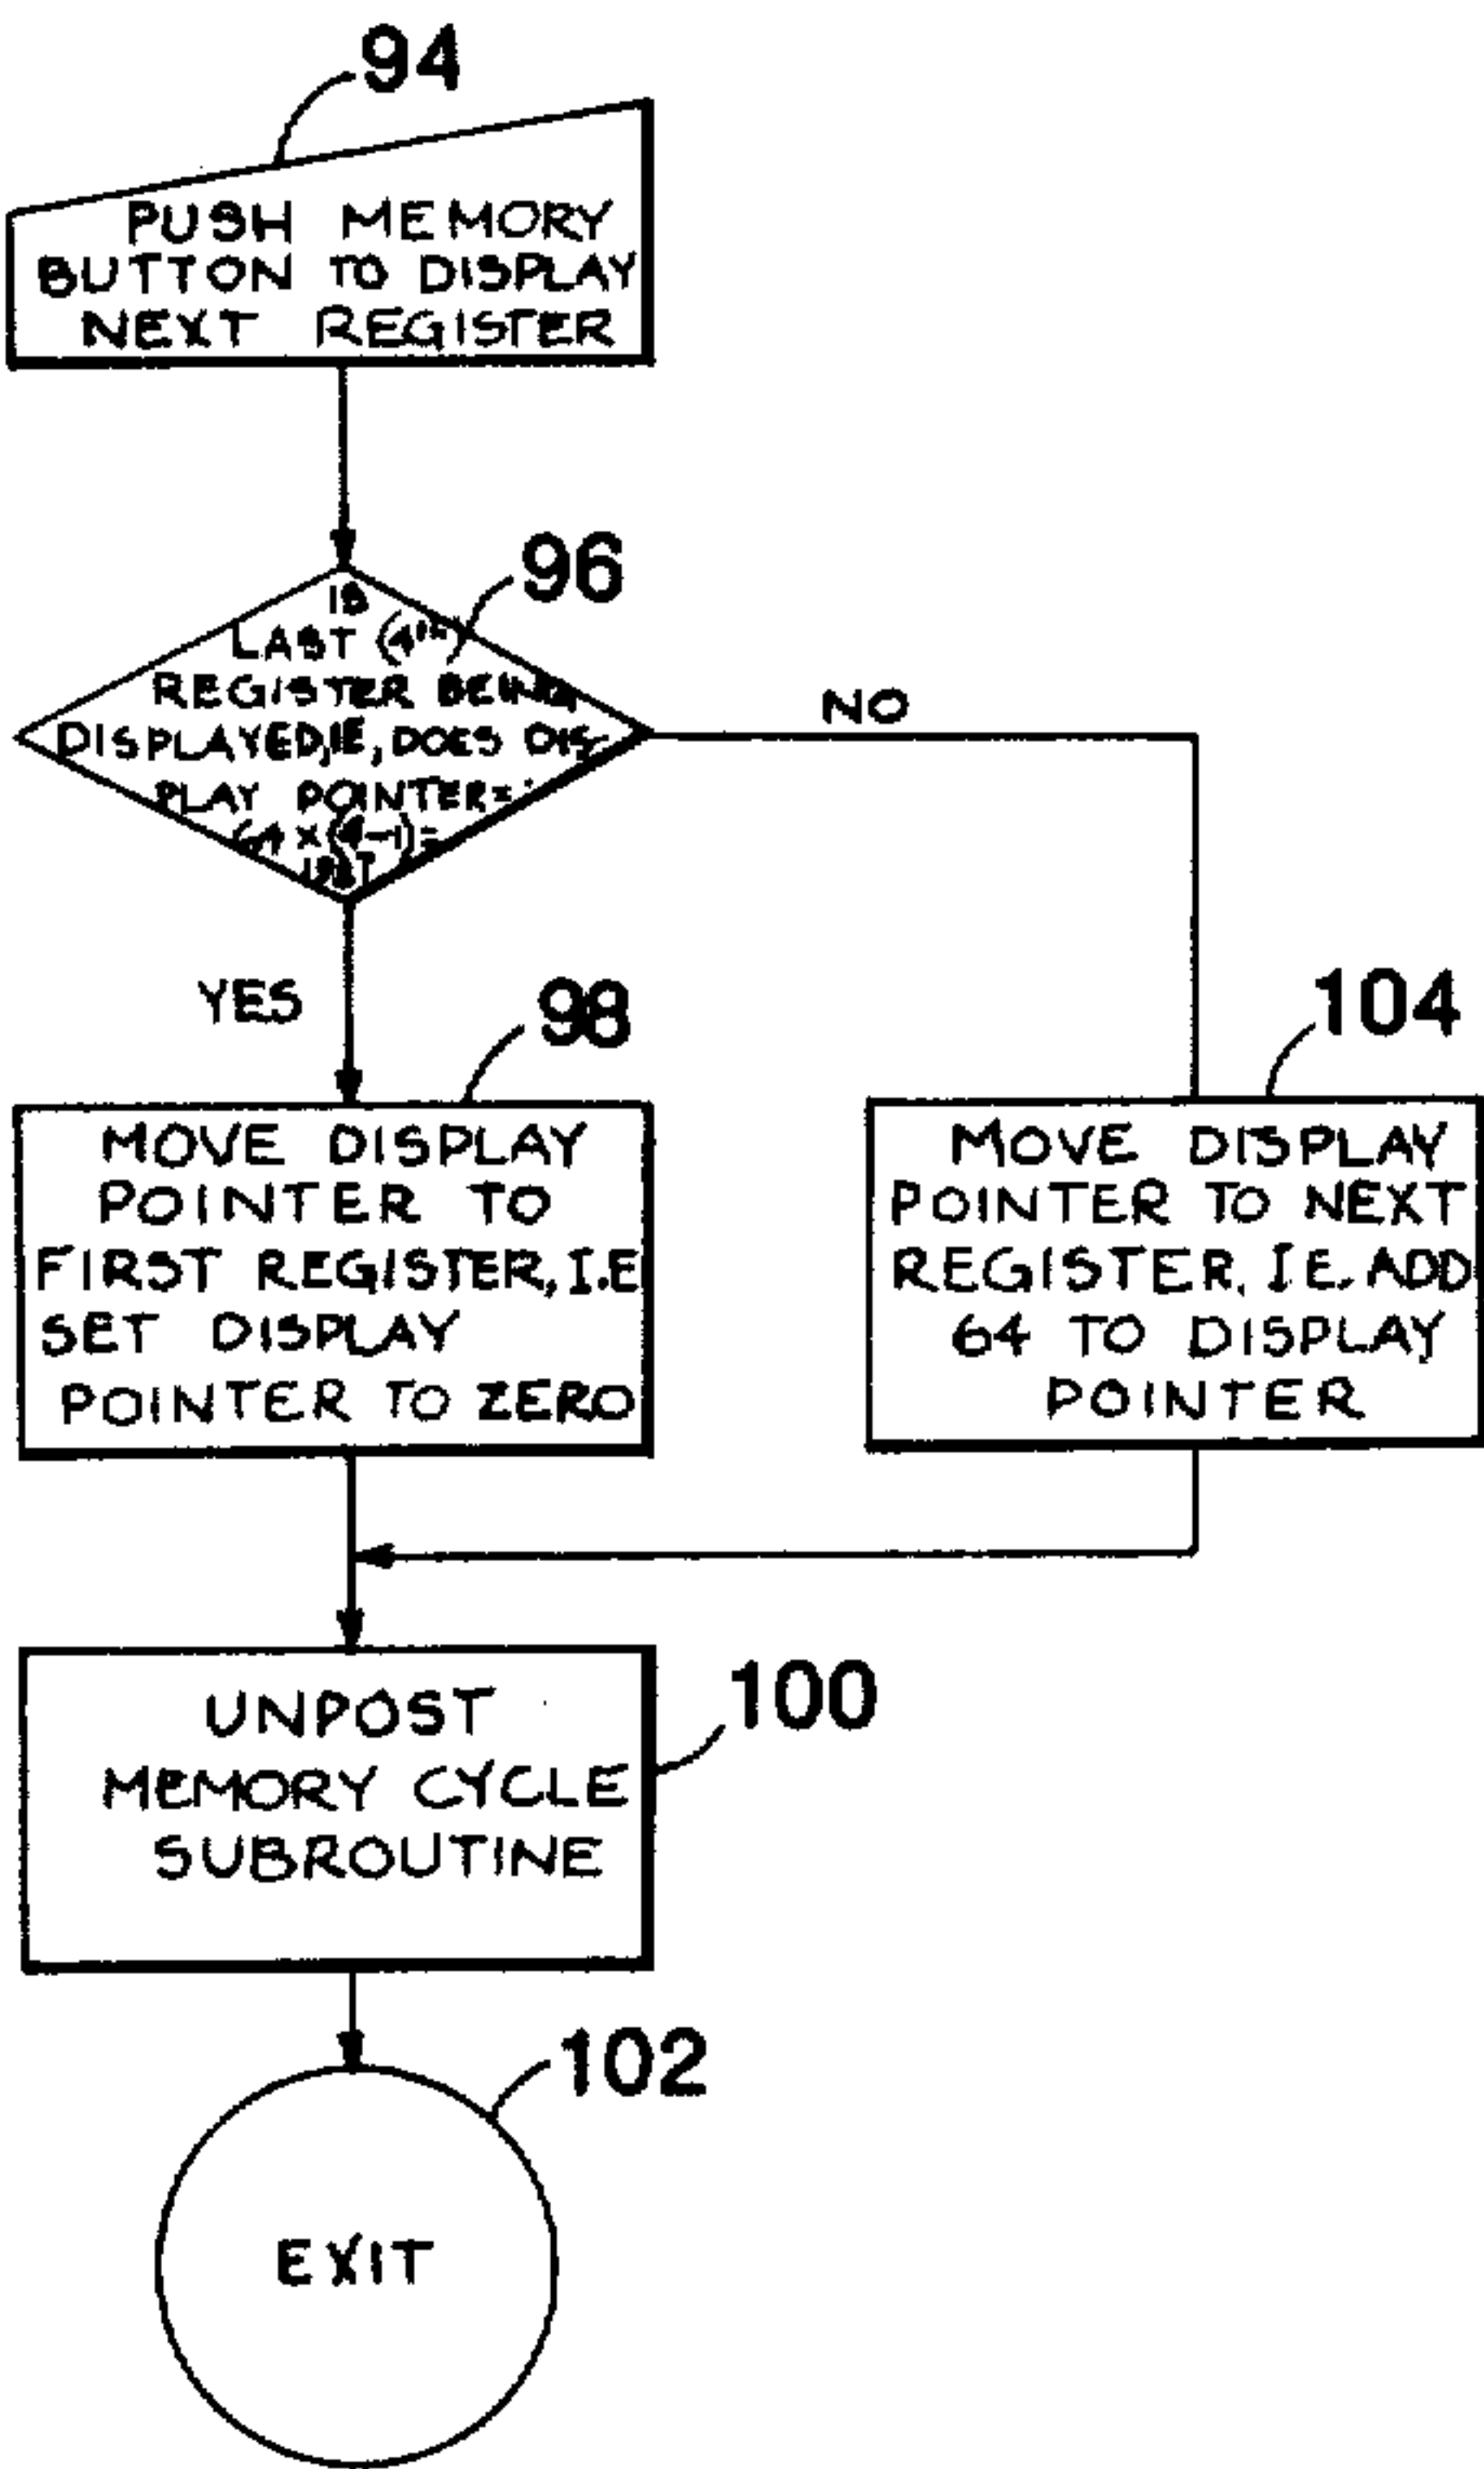 94
PUSH MEMORY
BUTTON TO DISPLAY
NEXT REGISTER
96
IS
LAST (4TH)
REGISTER BEING
DISPLAYED, IE, DOES DIS-
PLAY POINTER =
NO
YES
98
MOVE DISPLAY
POINTER TO
FIRST REGISTER, I.E
SET DISPLAY
POINTER TO ZERO
104
MOVE DISPLAY
POINTER TO NEXT
REGISTER, I.E. ADD
64 TO DISPLAY
POINTER
100
UNPOST
MEMORY CYCLE
SUBROUTINE
102
EXIT